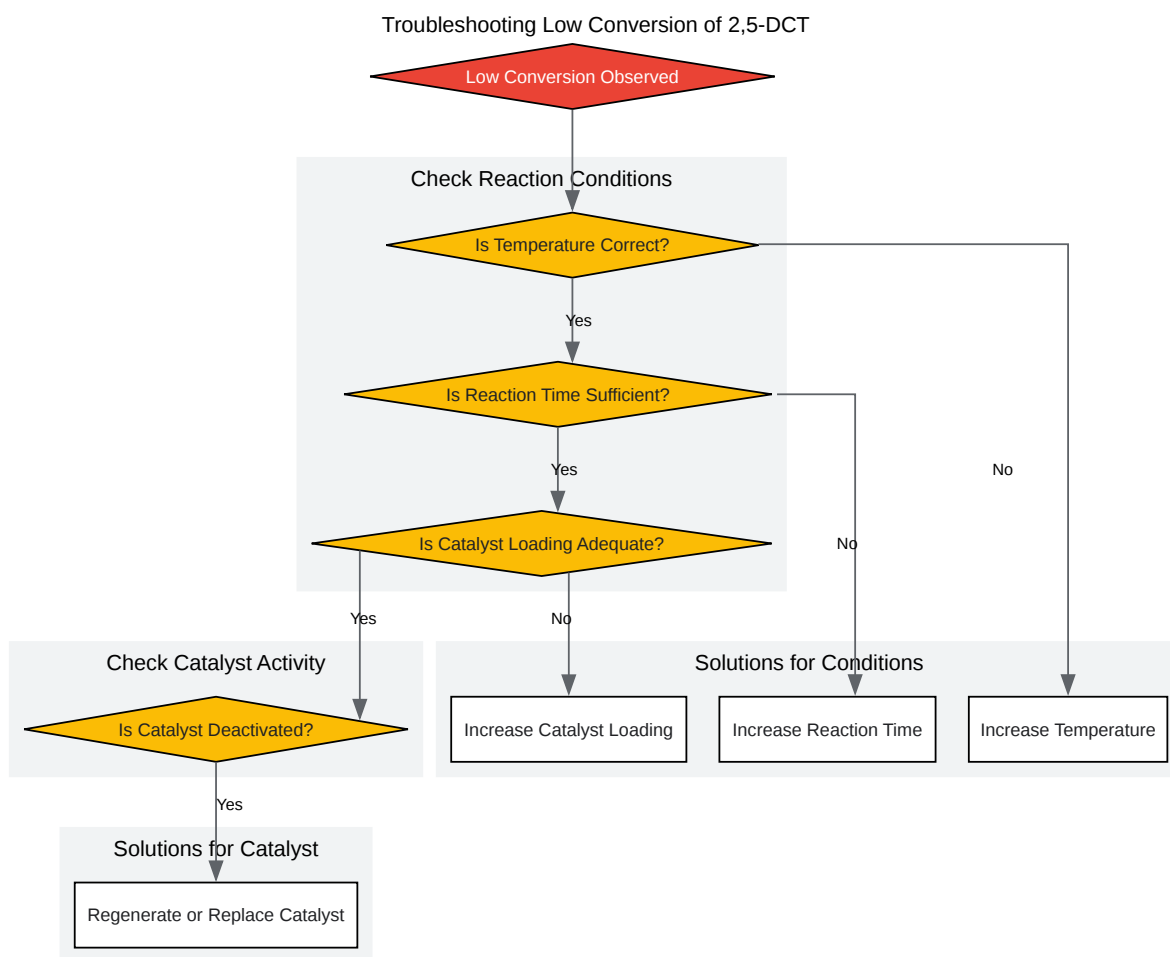 Troubleshooting Low Conversion of 2,5-DCT
Low Conversion Observed
Check Reaction Conditions
Is Temperature Correct?
Yes
Is Reaction Time Sufficient?
Yes
No
Is Catalyst Loading Adequate?
No
Yes
No
Check Catalyst Activity
Solutions for Conditions
Is Catalyst Deactivated?
Increase Catalyst Loading
Increase Reaction Time
Increase Temperature
Yes
Solutions for Catalyst
Regenerate or Replace Catalyst